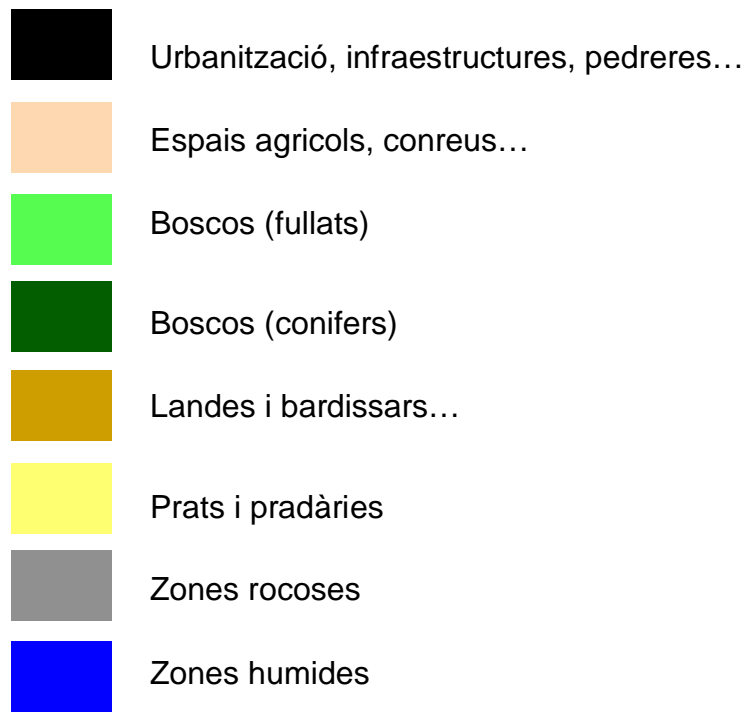 Urbanització, infraestructures, pedreres…
Espais agricols, conreus…
Boscos (fullats)
Boscos (conifers)
Landes i bardissars…
Prats i pradàries
Zones rocoses
Zones humides